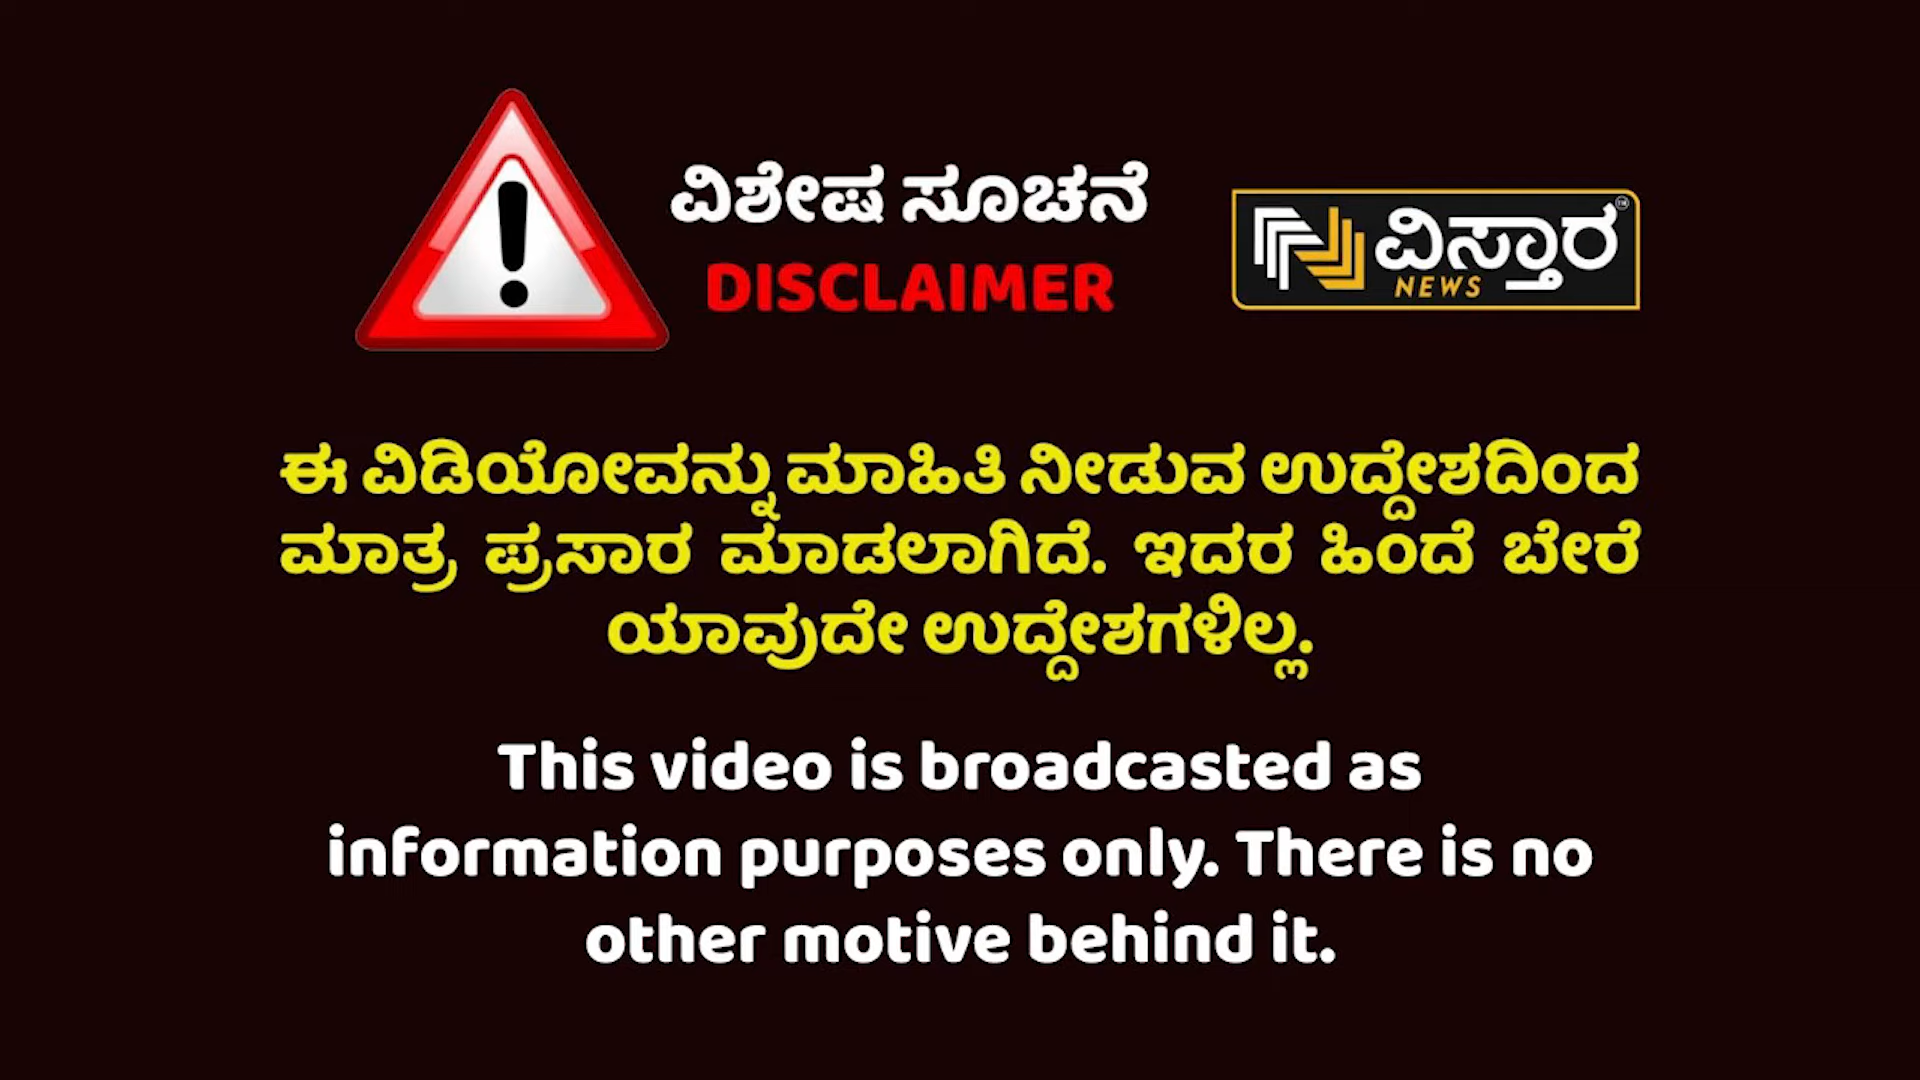 ವಿಶೇಷ ಸೂಚನೆ
DISCLAIMER
ವಿಸ್ತಾರ
TM
NEWS
ಈ ವಿಡಿಯೋವನ್ನು ಮಾಹಿತಿ ನೀಡುವ ಉದ್ದೇಶದಿಂದ
ಮಾತ್ರ ಪ್ರಸಾರ ಮಾಡಲಾಗಿದೆ. ಇದರ ಹಿಂದೆ ಬೇರೆ
ಯಾವುದೇ ಉದ್ದೇಶಗಳಿಲ್ಲ.
This video is broadcasted as
information purposes only. There is no
other motive behind it.